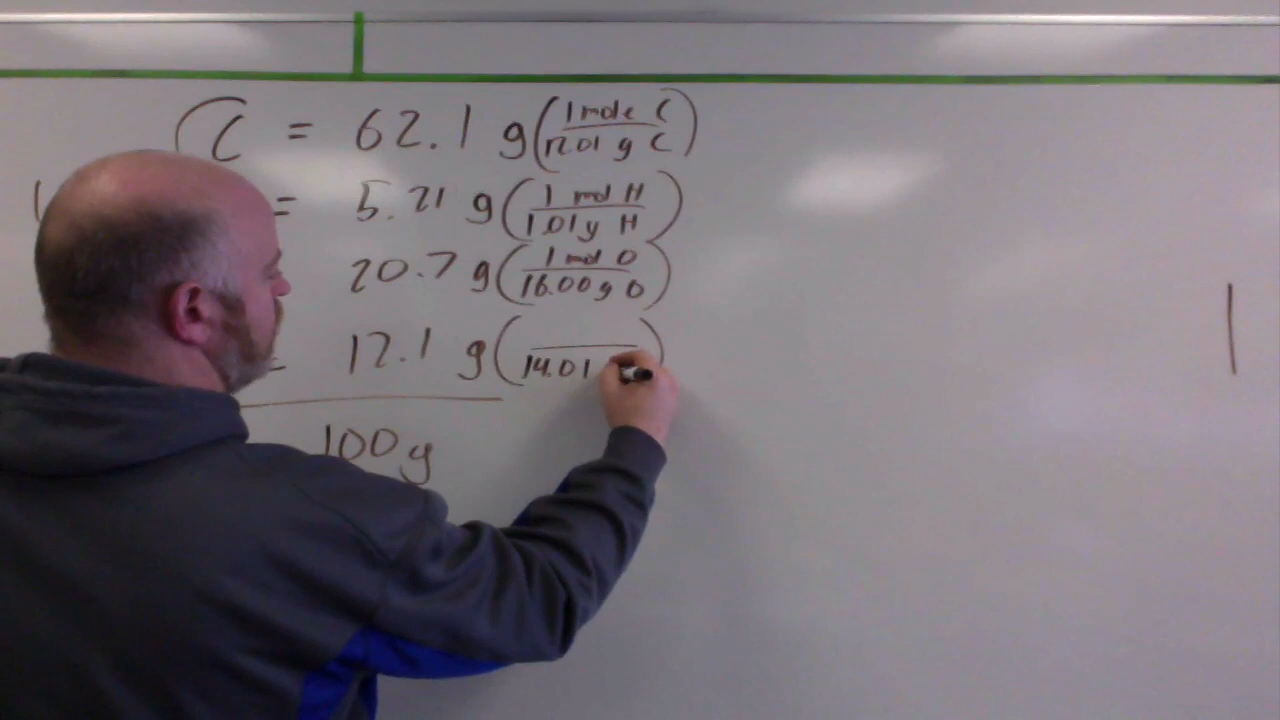 C = 62.1 g (1 mole C / 12.01 g C)
= 5.21 g (1 mol H / 1.01 g H)
20.7 g (1 mol O / 16.00 g O)
= 12.1 g ( / 14.01
100 g